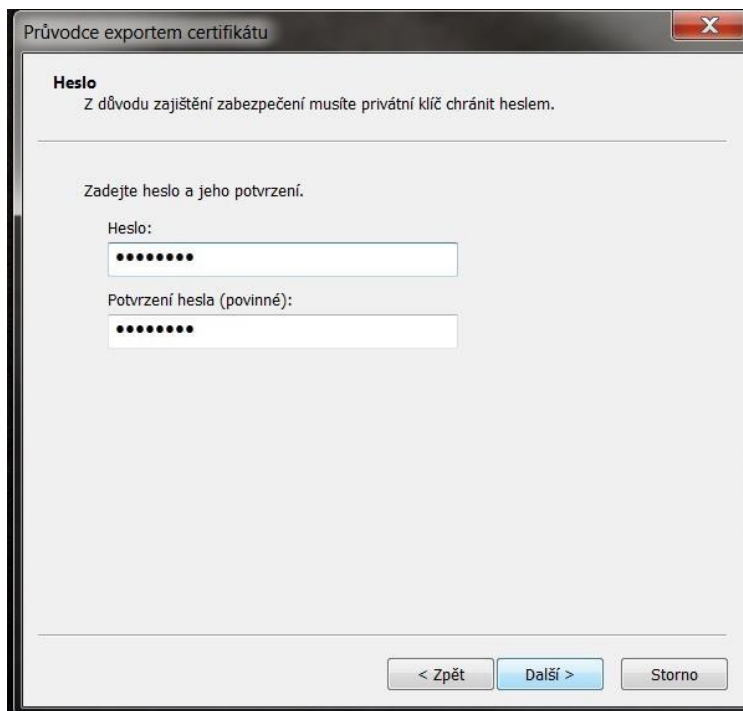 Průvodce exportem certifikátu
Heslo
Z důvodu zajištění zabezpečení musíte privátní klíč chránit heslem.
Zadejte heslo a jeho potvrzení.
Heslo:
••••••••
Potvrzení hesla (povinné):
••••••••
< Zpět
Další >
Storno